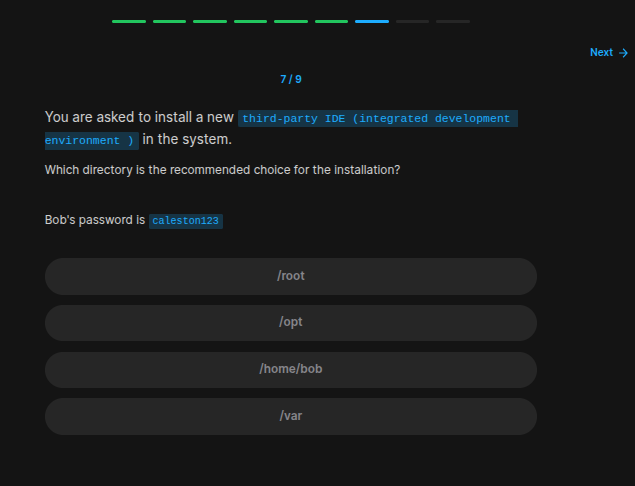 Next →
7 / 9
You are asked to install a new third-party IDE (integrated development
environment ) in the system.
Which directory is the recommended choice for the installation?
Bob's password is caleston123
/root
/opt
/home/bob
/var